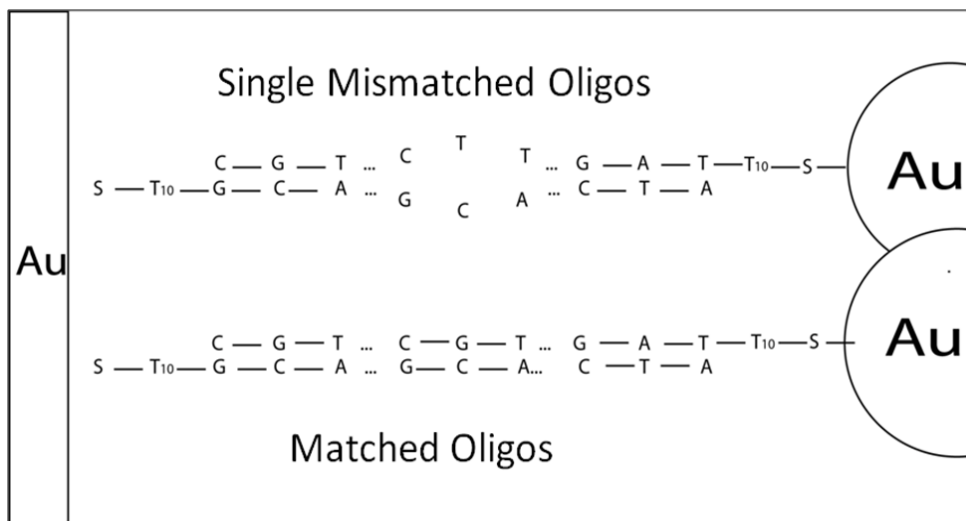 Single Mismatched Oligos
C — G — T ... C T T ... G — A — T — T₁₀ — S —
S — T₁₀ — G — C — A ... G C A ... C — T — A
Au
Au
Au
C — G — T ... C — G — T ... G — A — T — T₁₀ — S —
S — T₁₀ — G — C — A ... G — C — A... C — T — A
Matched Oligos